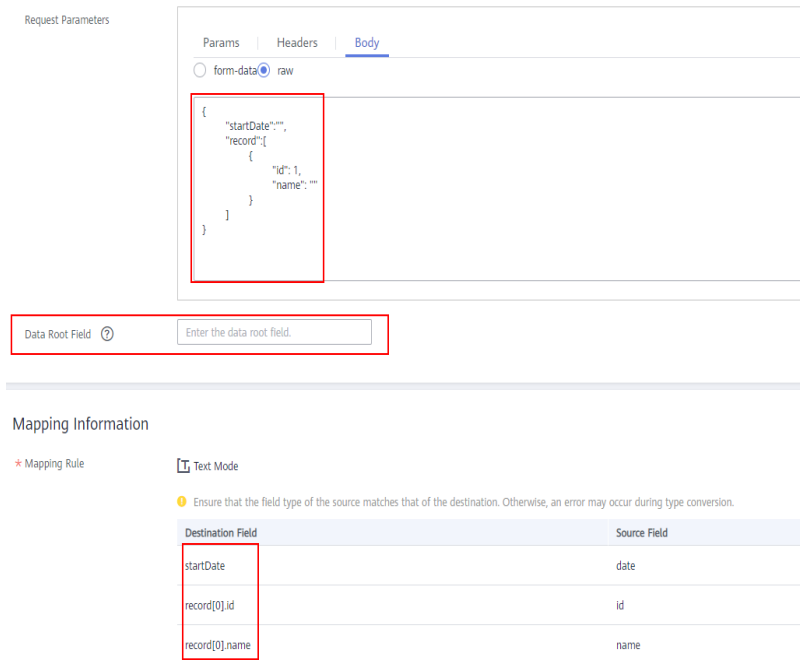 Request Parameters
Params Headers Body
form-data raw
{
"startDate":"",
"record":[
{
"id": 1,
"name": ""
}
]
}
Data Root Field ? Enter the data root field.
Mapping Information
* Mapping Rule T Text Mode
! Ensure that the field type of the source matches that of the destination. Otherwise, an error may occur during type conversion.
Destination Field Source Field
startDate date
record[0].id id
record[0].name name